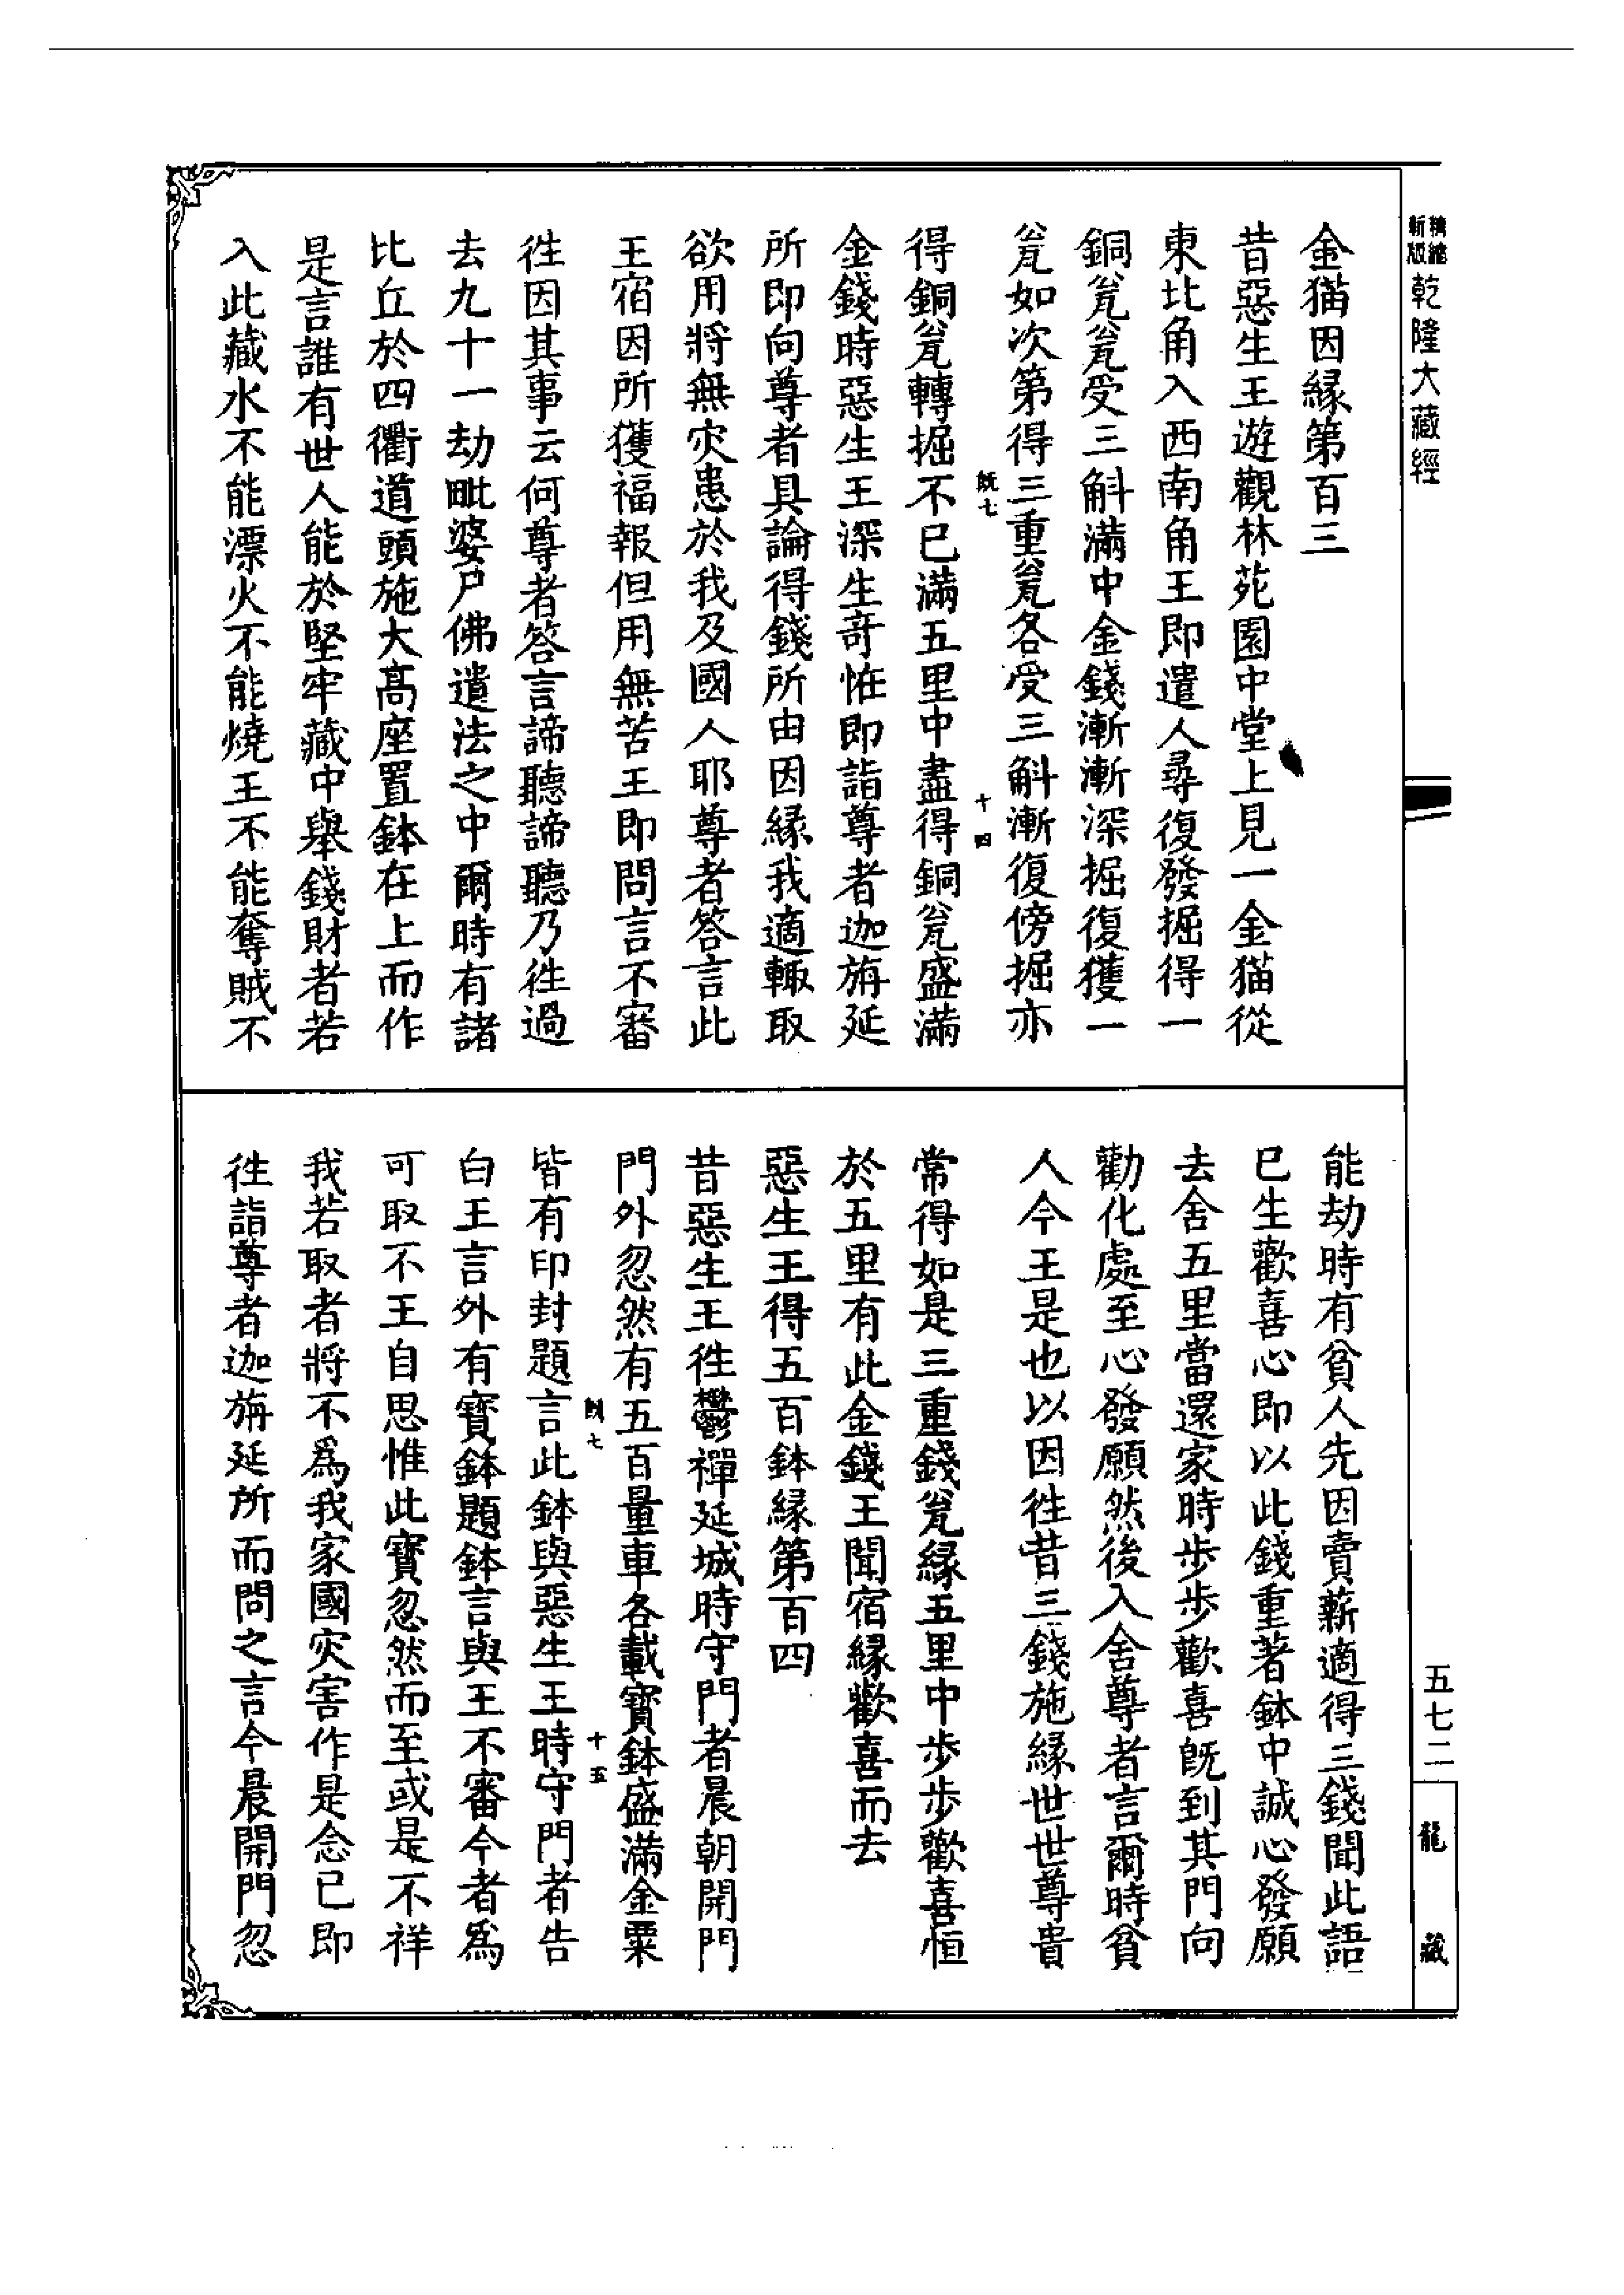 新版 精縮 乾隆大藏經
金猫因緣第百三
昔惡生王遊觀林苑園中堂上見一金猫從
東北角入西南角王即遣人尋復發掘得一
銅瓮瓮受三斛滿中金錢漸漸深掘復獲一
瓮如次第得三重瓮各受三斛漸復傍掘亦
既七 十四
得銅瓮轉掘不已滿五里中盡得銅瓮盛滿
金錢時惡生王深生竒恠即詣尊者迦旃延
所即向尊者具論得錢所由因緣我適輙取
欲用將無灾患於我及國人耶尊者答言此
王宿因所獲福報但用無苦王即問言不審
徃因其事云何尊者答言諦聽諦聽乃徃過
去九十一劫毗婆尸佛遺法之中爾時有諸
比丘於四衢道頭施大高座置鉢在上而作
是言誰有世人能於堅牢藏中舉錢財者若
入此藏水不能漂火不能燒王不能奪賊不
能劫時有貧人先因賣薪適得三錢聞此語
已生歡喜心即以此錢重著鉢中誠心發願
去舍五里當還家時步步歡喜旣到其門向
勸化處至心發願然後入舍尊者言爾時貧
人今王是也以因徃昔三錢施緣世世尊貴
常得如是三重錢瓮緣五里中步步歡喜恒
於五里有此金錢王聞宿緣歡喜而去
惡生王得五百鉢緣第百四
昔惡生王徃鬱禪延城時守門者晨朝開門
門外忽然有五百量車各載寶鉢盛滿金粟
既七 十五
皆有印封題言此鉢與惡生王時守門者告
白王言外有寶鉢題鉢言與王不審今者爲
可取不王自思惟此寶忽然而至或是不祥
我若取者將不爲我家國灾害作是念已即
徃詣尊者迦旃延所而問之言今晨開門忽
五七二
龍藏